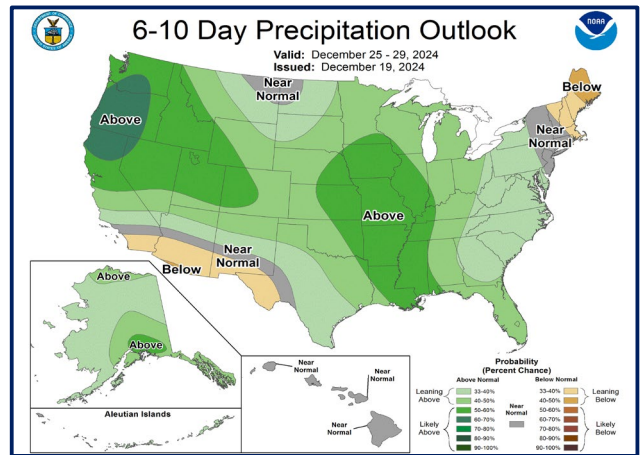 6-10 Day Precipitation Outlook
NOAA
Valid: December 25 - 29, 2024
Issued: December 19, 2024
Near
Normal
Above
Below
Near
Normal
Above
Near
Normal
Below
Above
Above
Aleutian Islands
Near
Normal
Near
Normal
Near
Normal
Probability
(Percent Chance)
Above Normal
Below Normal
Leaning
Above
33-40%
40-50%
Near
Normal
33-40%
40-50%
Leaning
Below
Likely
Above
50-60%
60-70%
70-80%
80-90%
90-100%
50-60%
60-70%
70-80%
80-90%
90-100%
Likely
Below